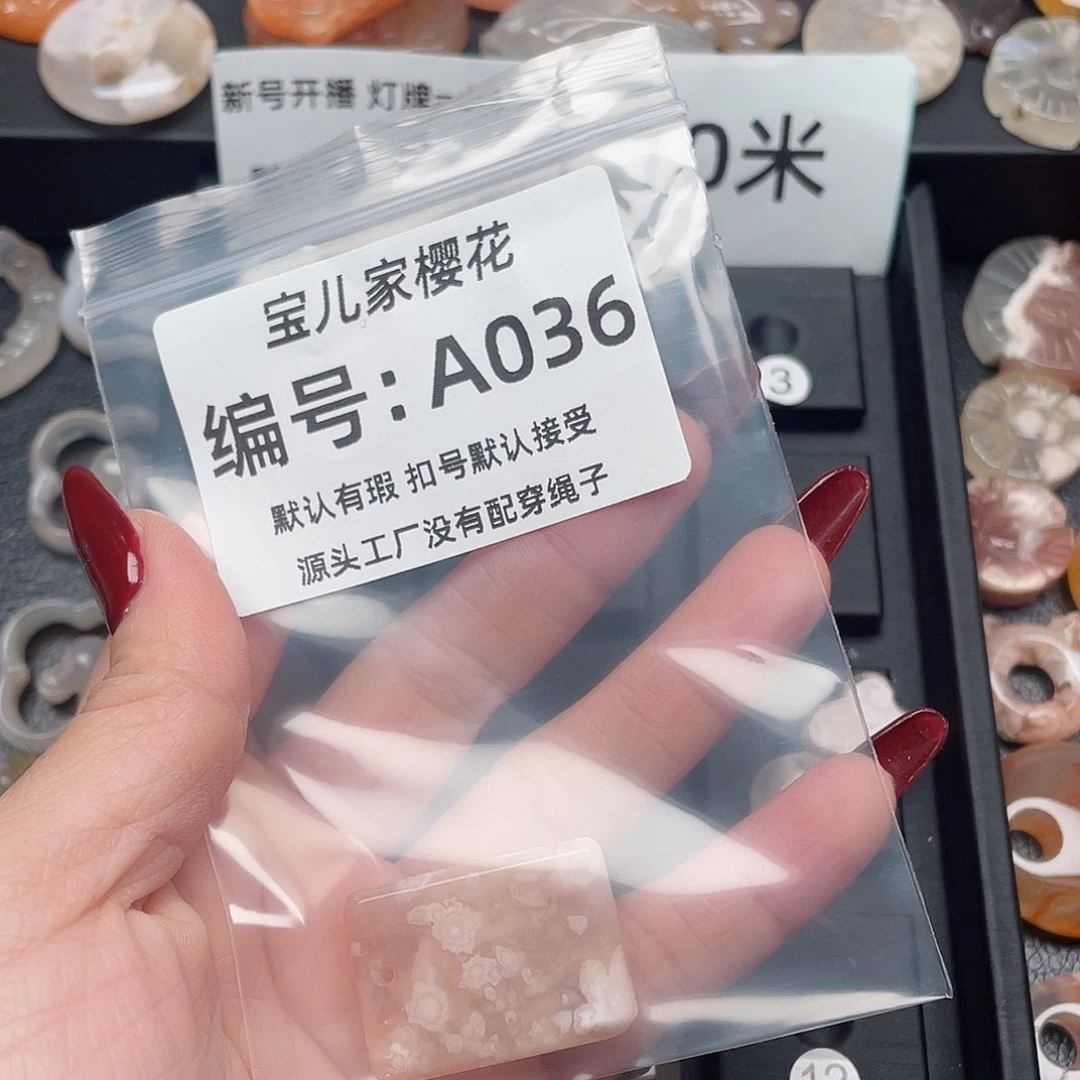 新号开播 灯牌
0米
宝儿家樱花
编号:A036
默认有瑕 扣号默认接受
源头工厂没有配穿绳子
3
12